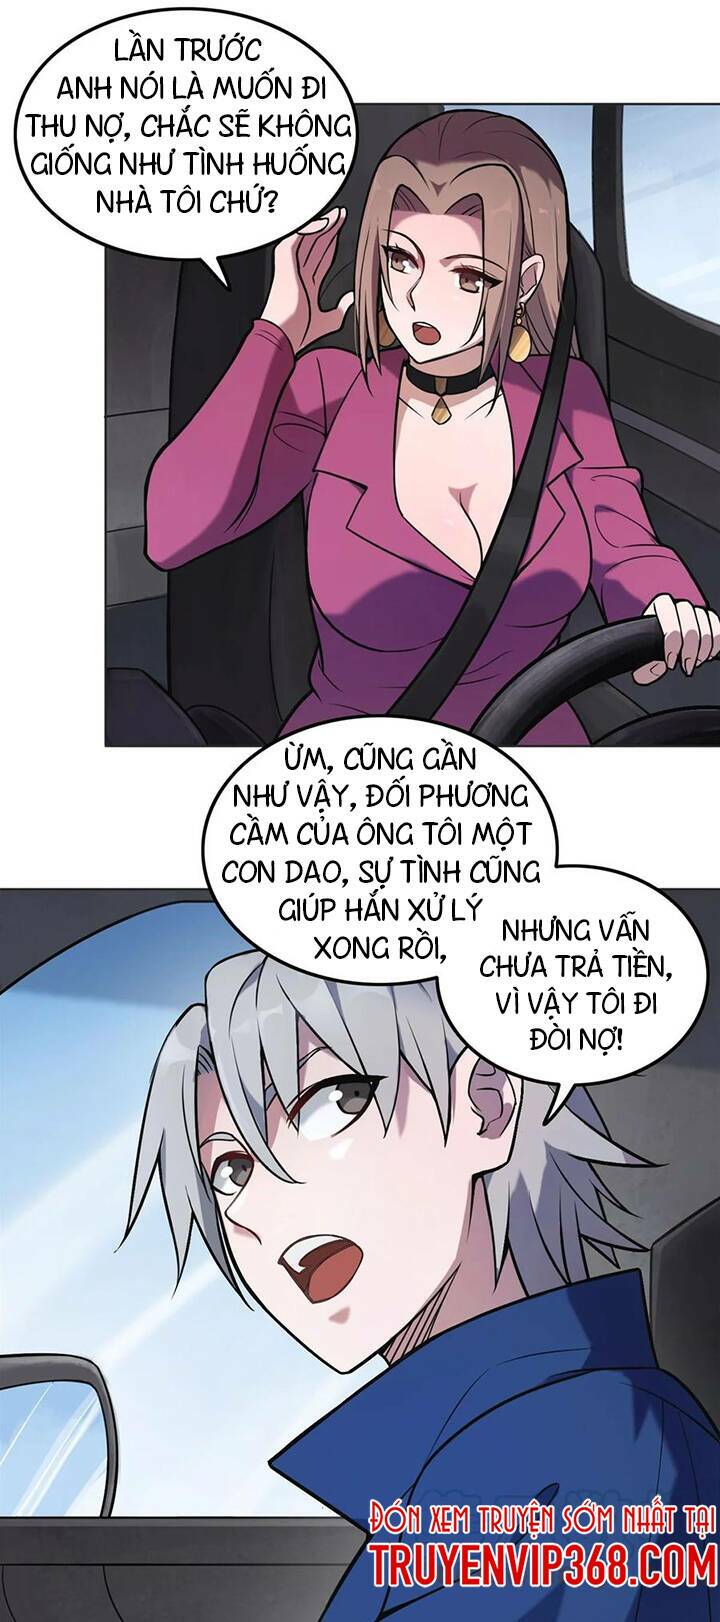 LẦN TRƯỚC
ANH NÓI LÀ MUỐN ĐI
THU NỢ, CHẮC SẼ KHÔNG
GIỐNG NHƯ TÌNH HUỐNG
NHÀ TÔI CHỨ?
ỪM, CŨNG GẦN
NHƯ VẬY, ĐỐI PHƯƠNG
CẦM CỦA ÔNG TÔI MỘT
CON DAO, SỰ TÌNH CŨNG
GIÚP HẮN XỬ LÝ
XONG RỒI,
NHƯNG VẪN
CHƯA TRẢ TIỀN,
VÌ VẬY TÔI ĐI
ĐÒI NỢ!
ĐÓN XEM TRUYỆN SỚM NHẤT TẠI
TRUYENVIP368.COM